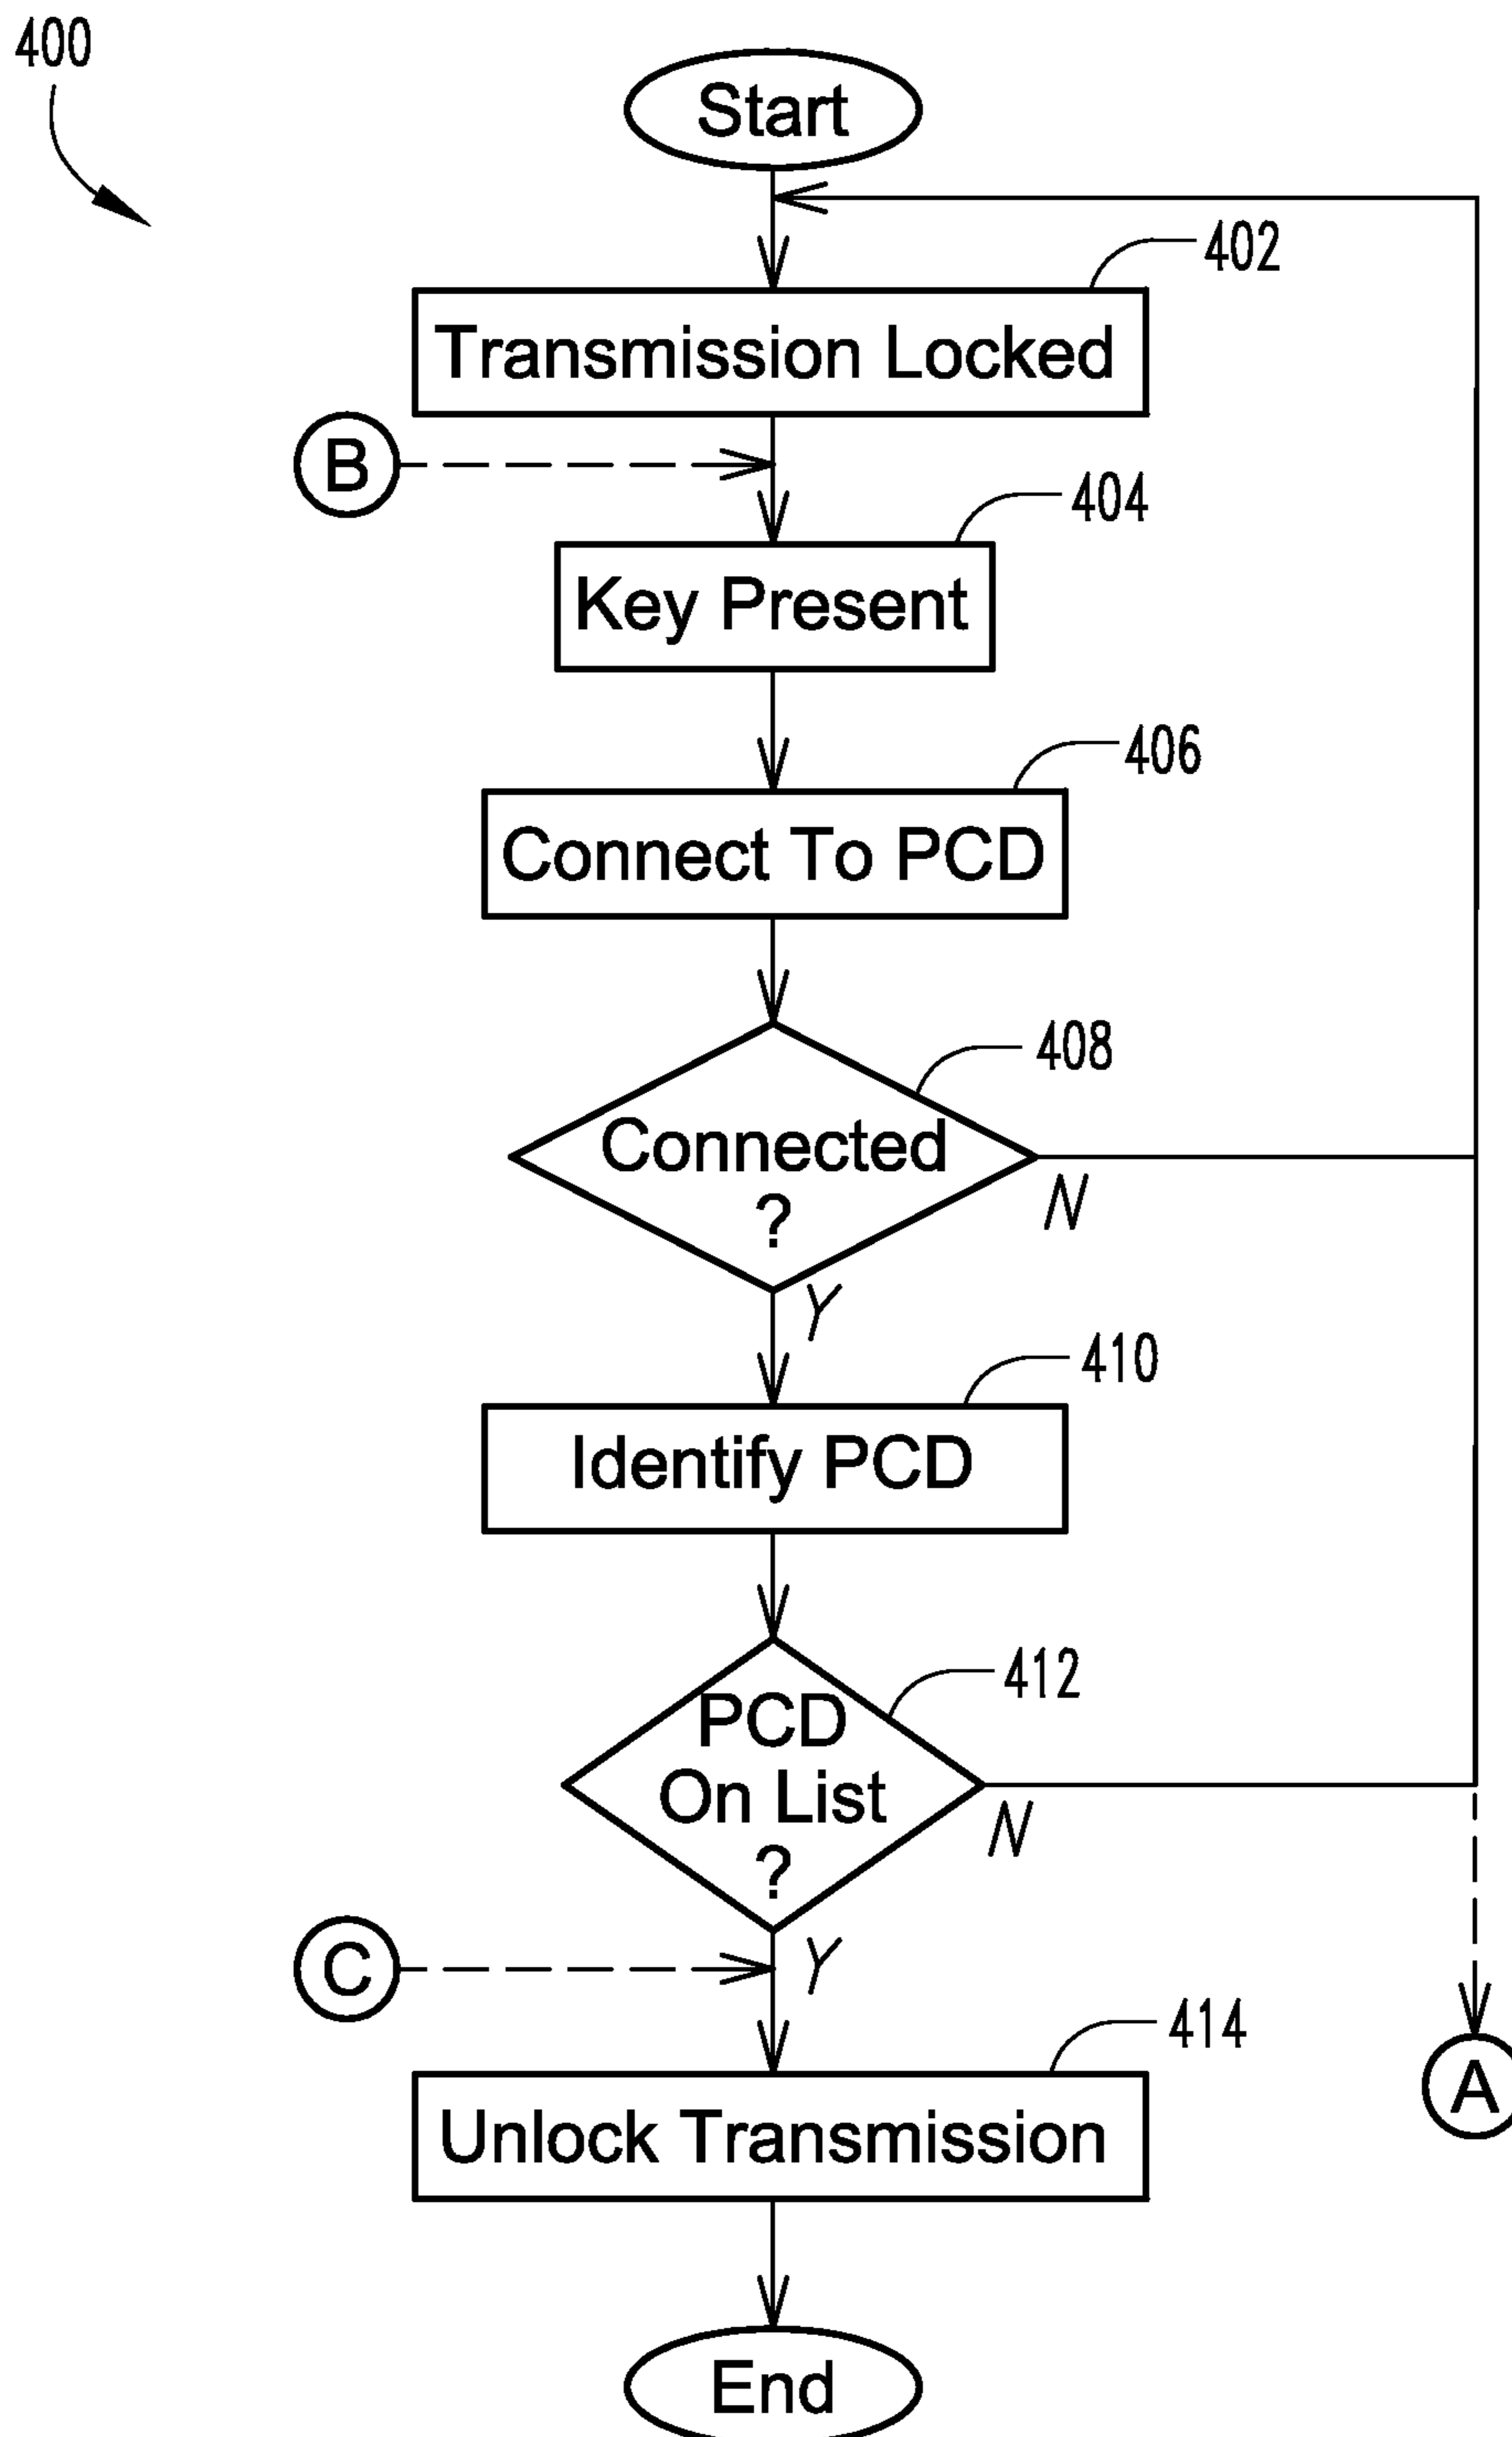 400
Start
402
Transmission Locked
B
404
Key Present
406
Connect To PCD
408
Connected
?
N
Y
410
Identify PCD
412
PCD
On List
?
N
C
Y
414
Unlock Transmission
A
End